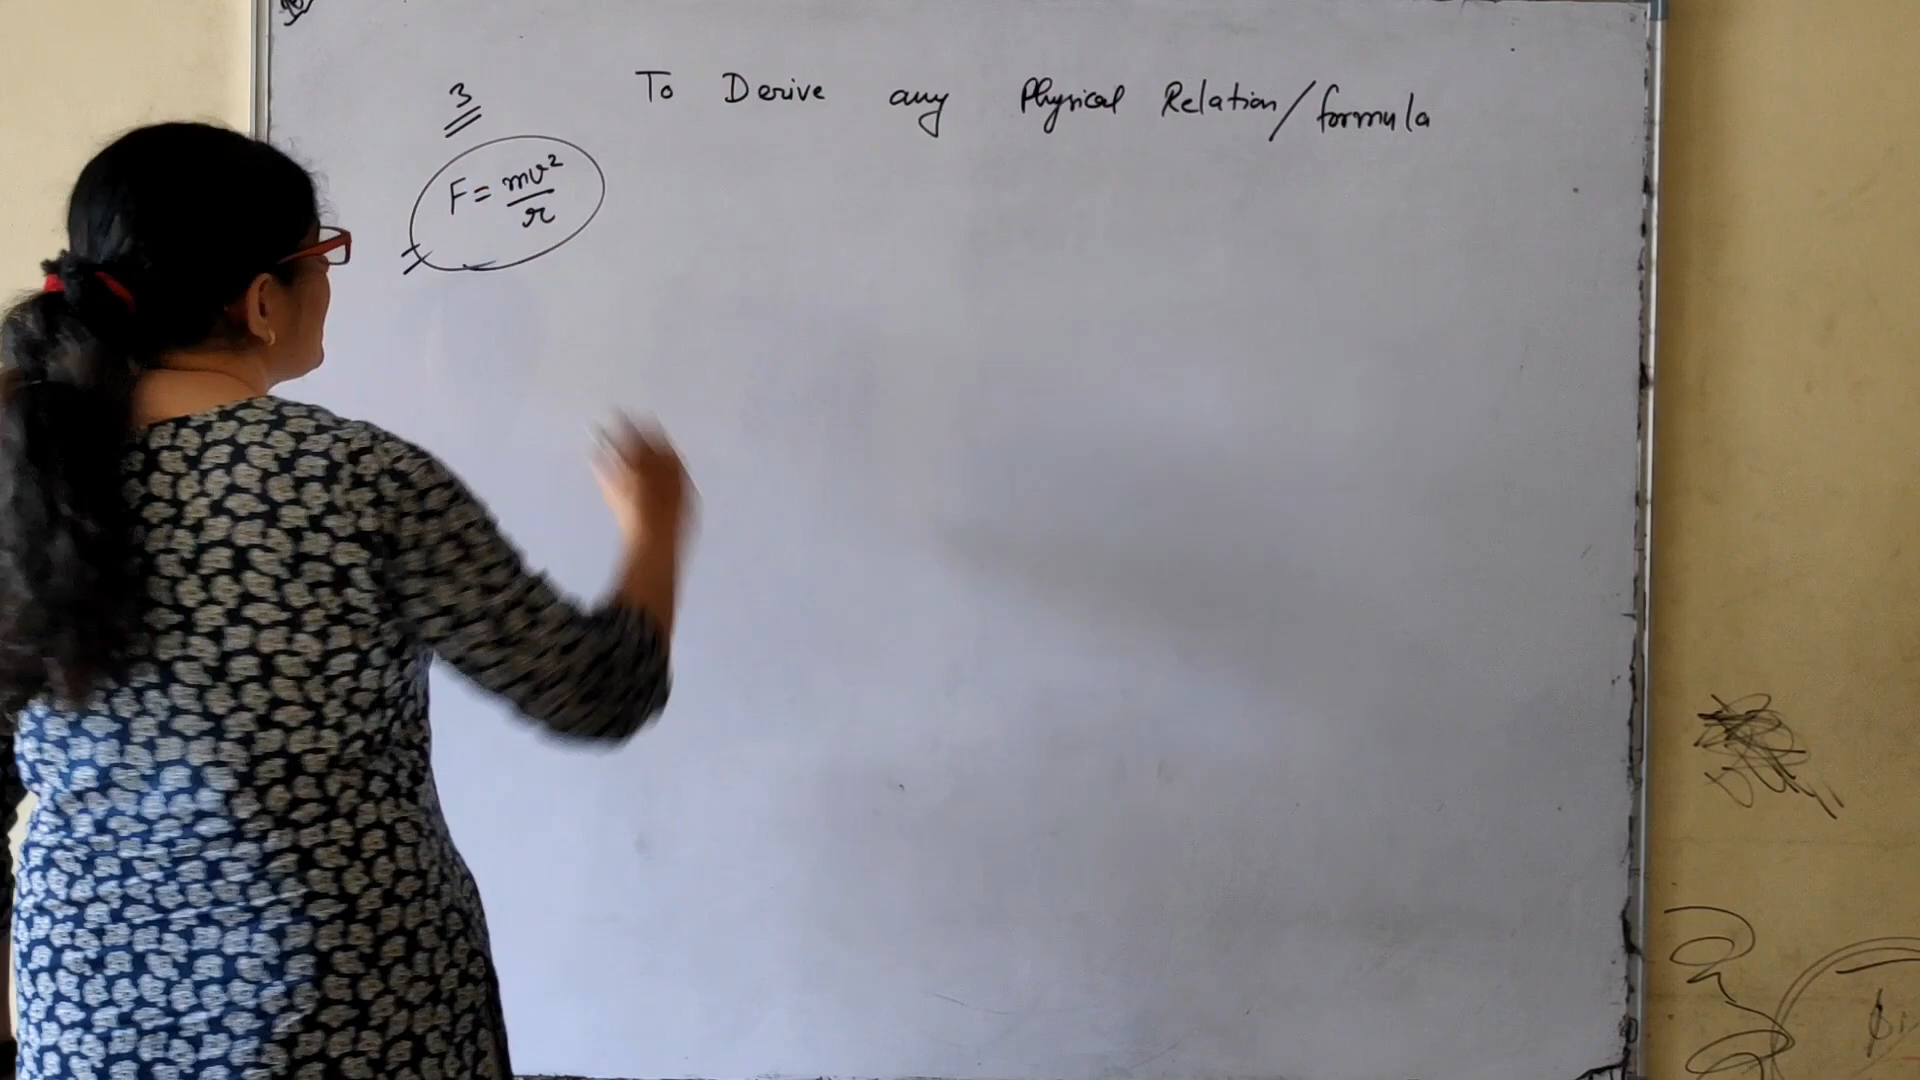 3 To Derive any Physical Relation/formula
F = mv²/r